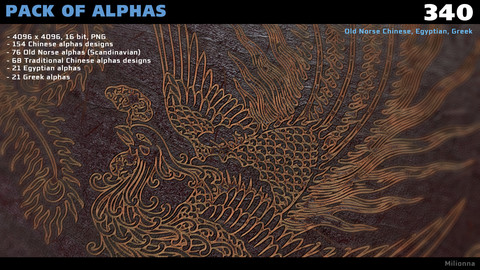 PACK OF ALPHAS
340
Old Norse Chinese, Egyptian, Greek
- 4096 x 4096, 16 bit, PNG
- 154 Chinese alphas designs
- 76 Old Norse alphas (Scandinavian)
- 68 Traditional Chinese alphas designs
- 21 Egyptian alphas
- 21 Greek alphas
Milianna